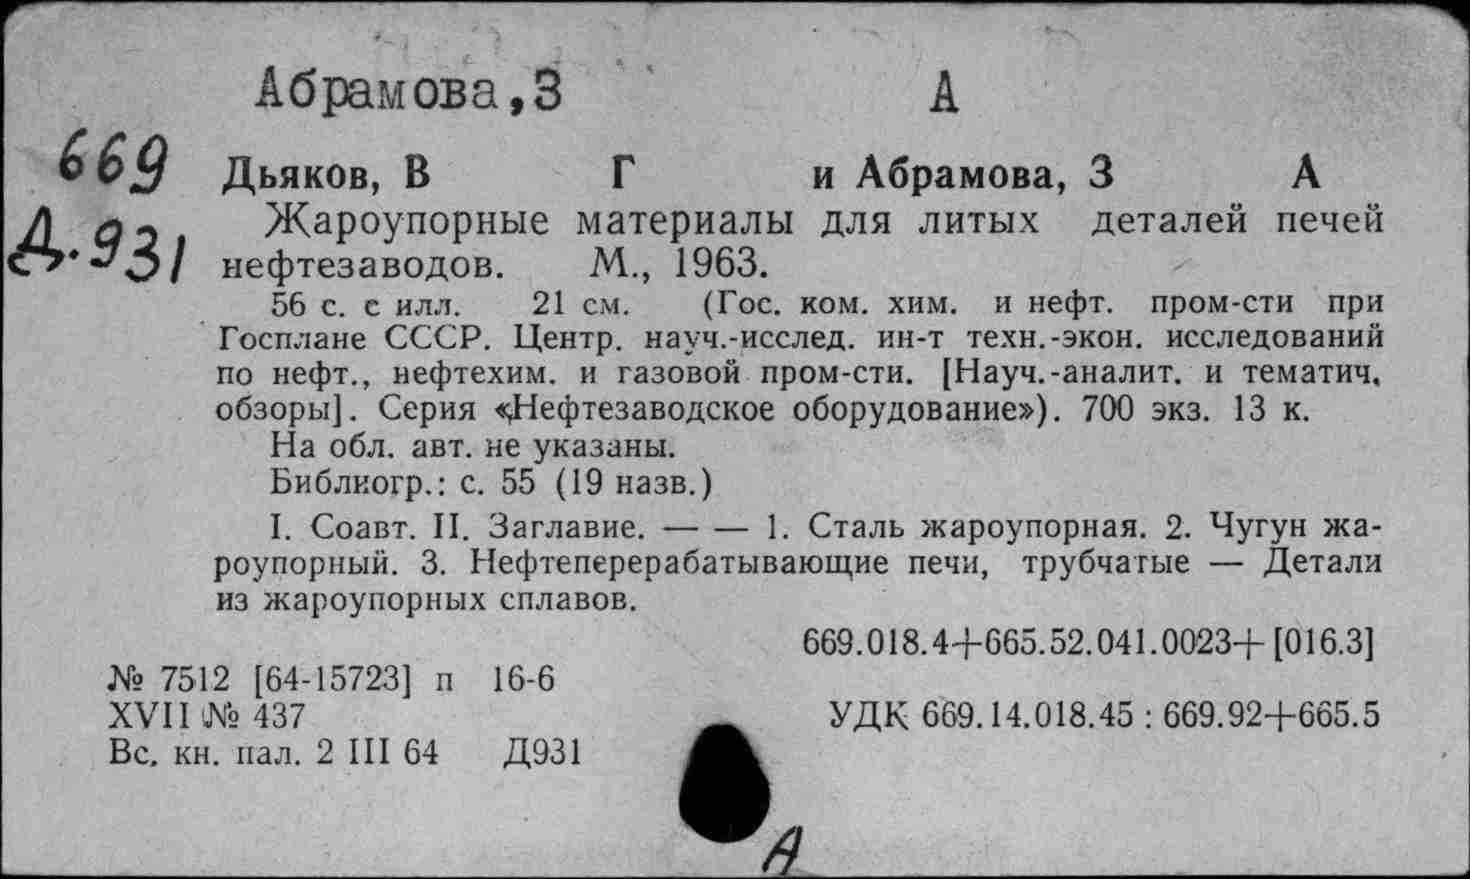 Абрамова,З А
669
Д.931
Дьяков, В Г и Абрамова, З А
Жароупорные материалы для литых деталей печей
нефтезаводов. М., 1963.
56 с. с илл. 21 см. (Гос. ком. хим. и нефт. пром-сти при
Госплане СССР. Центр. науч.-исслед. ин-т техн.-экон. исследований
по нефт., нефтехим. и газовой пром-сти. [Науч.-аналит. и тематич.
обзоры]. Серия «Нефтезаводское оборудование»). 700 экз. 13 к.
На обл. авт. не указаны.
Библиогр.: с. 55 (19 назв.)
I. Соавт. II. Заглавие. — — 1. Сталь жароупорная. 2. Чугун жа-
роупорный. 3. Нефтеперерабатывающие печи, трубчатые — Детали
из жароупорных сплавов.
669.018.4+665.52.041.0023+[016.3]
№ 7512 [64-15723] п 16-6
XVII № 437 УДК 669.14.018.45 : 669.92+665.5
Вс. кн. пал. 2 III 64 Д931
А